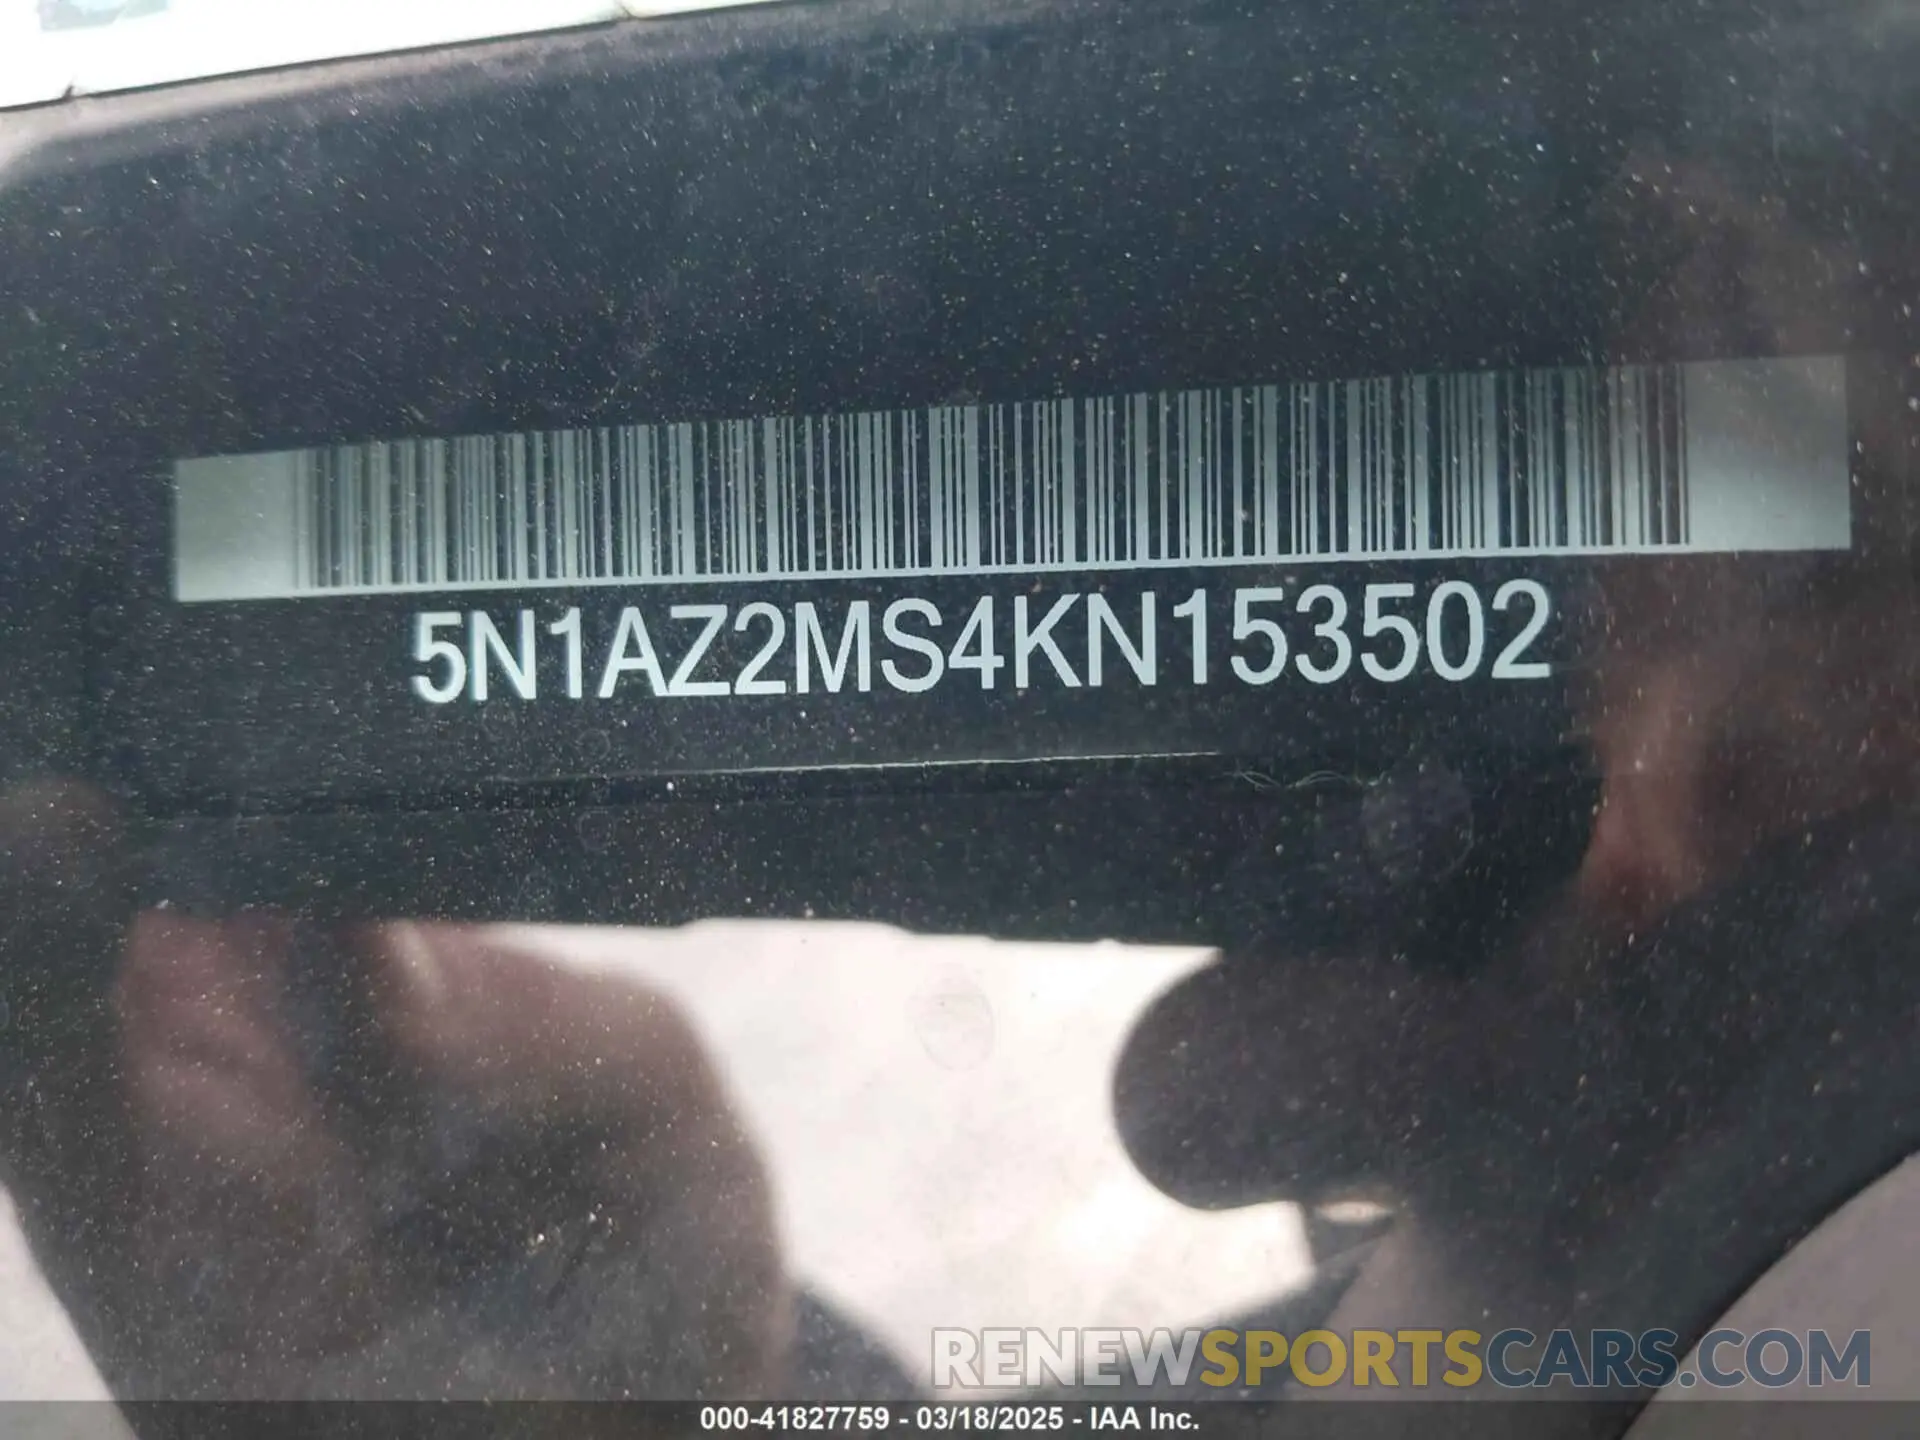 5N1AZ2MS4KN153502
RENEWSPORTSCARS.COM
000-41827759 - 03/18/2025 - IAA Inc.